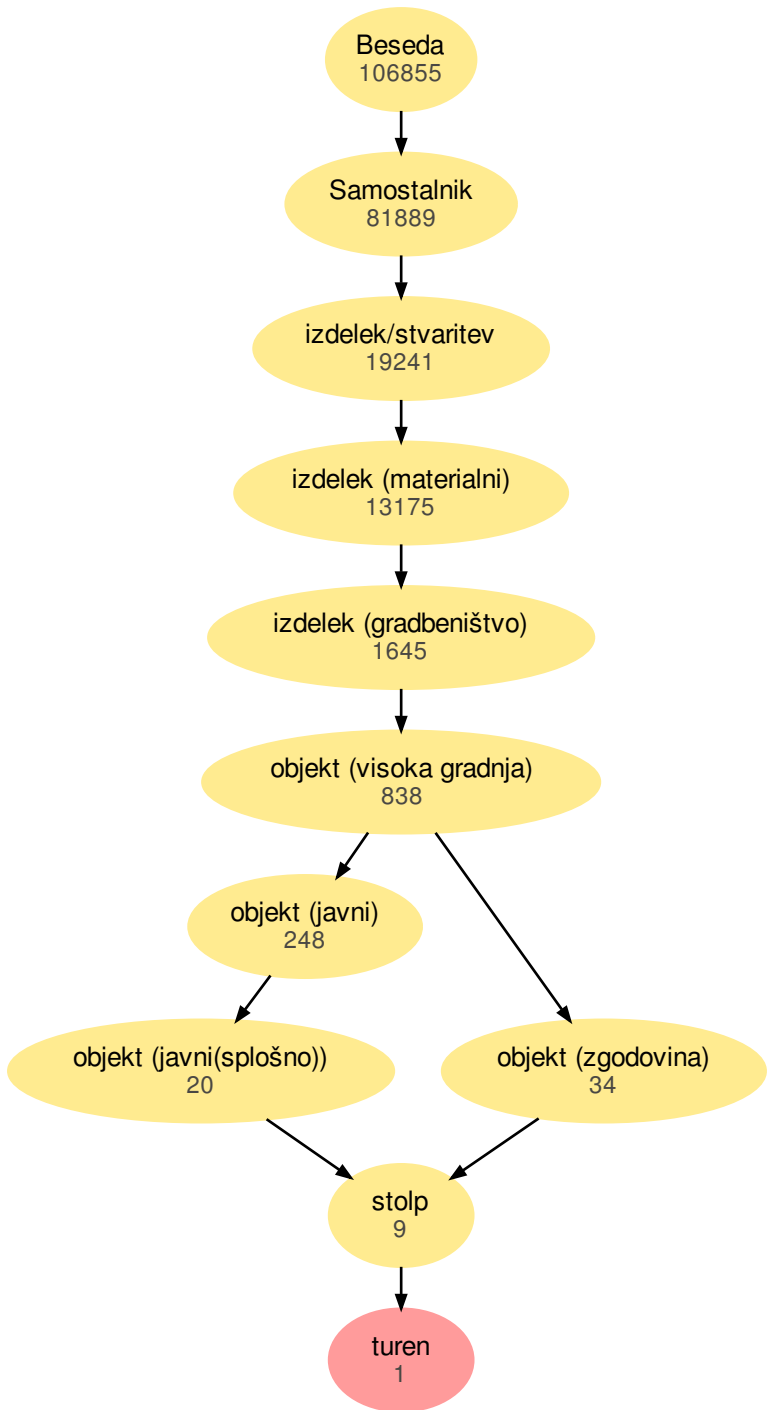 Beseda
106855
Samostalnik
81889
izdelek/stvaritev
19241
izdelek (materialni)
13175
izdelek (gradbeništvo)
1645
objekt (visoka gradnja)
838
objekt (javni)
248
objekt (javni(splošno))
20
objekt (zgodovina)
34
stolp
9
turen
1